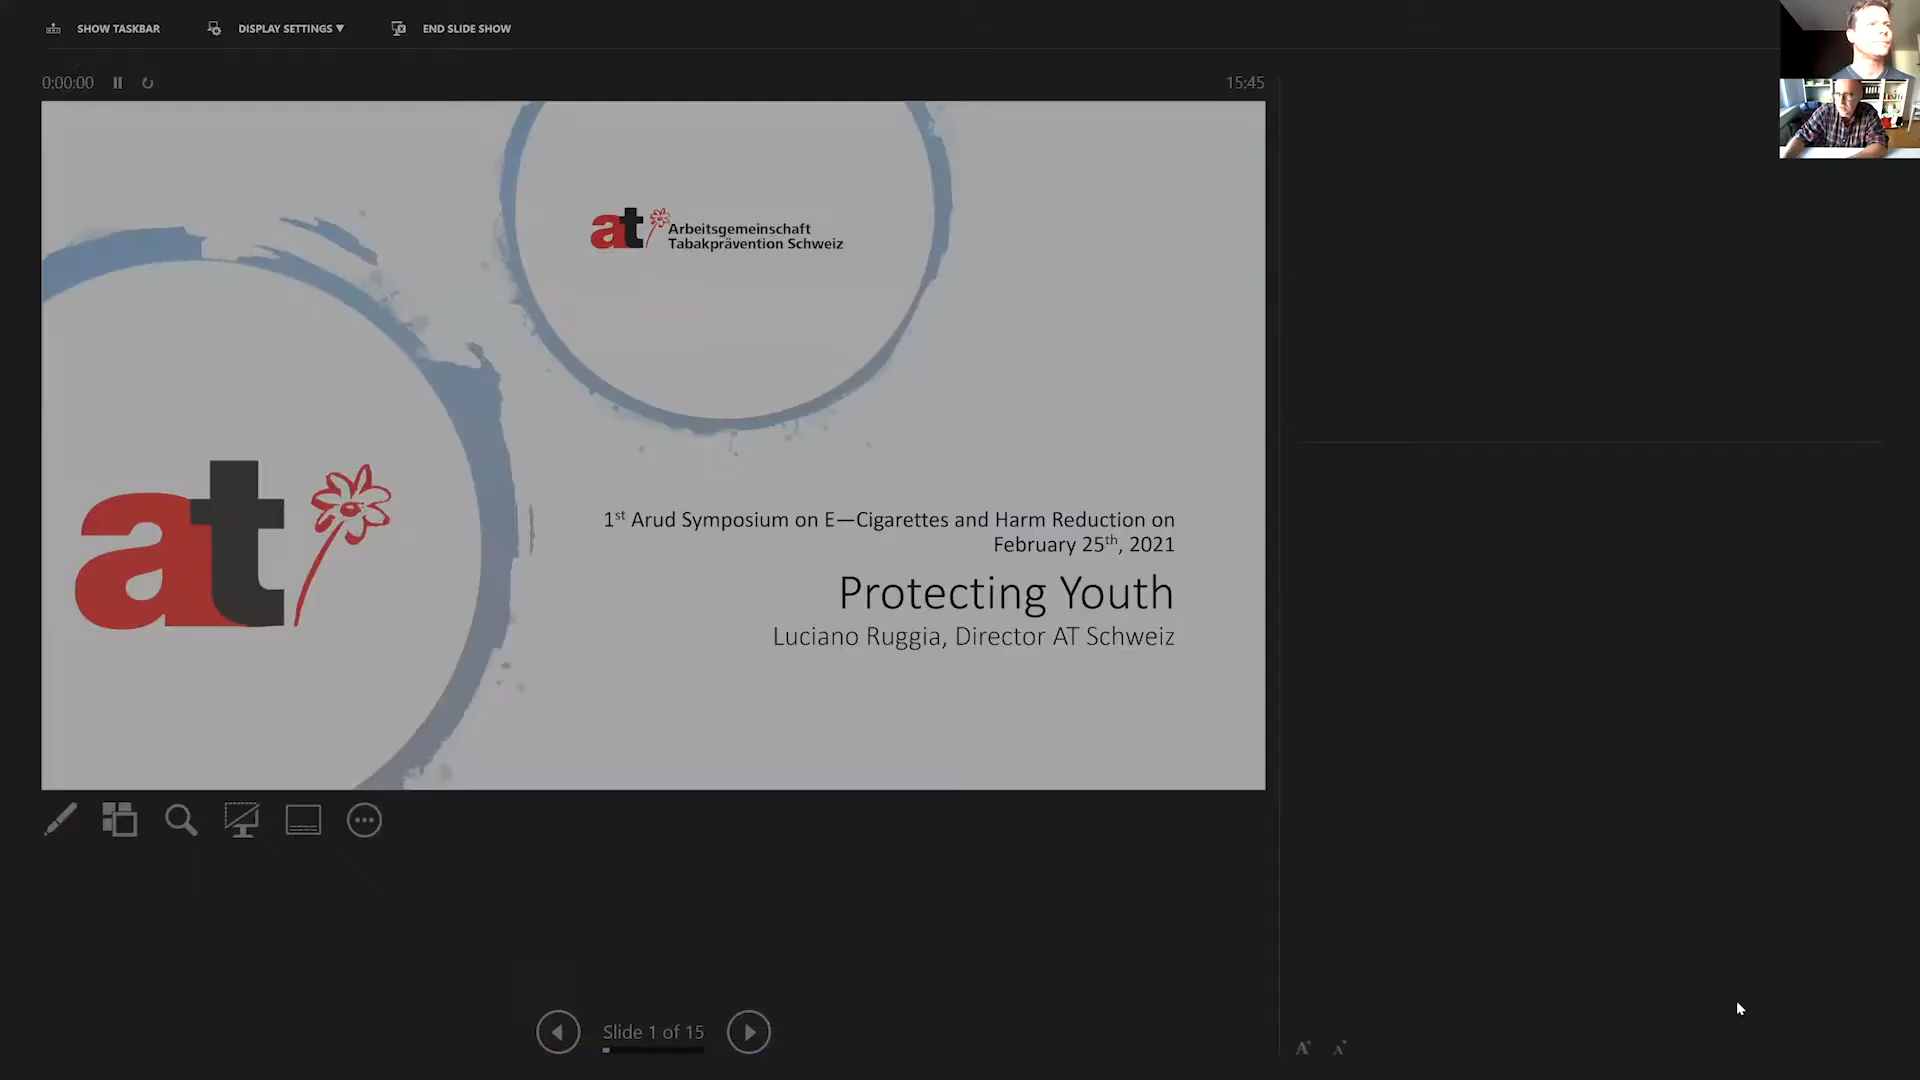 SHOW TASKBAR
DISPLAY SETTINGS ▼
END SLIDE SHOW
0:00:00
15:45
at
Arbeitsgemeinschaft
Tabakprävention Schweiz
at
1st Arud Symposium on E—Cigarettes and Harm Reduction on
February 25th, 2021
Protecting Youth
Luciano Ruggia, Director AT Schweiz
Slide 1 of 15
A A